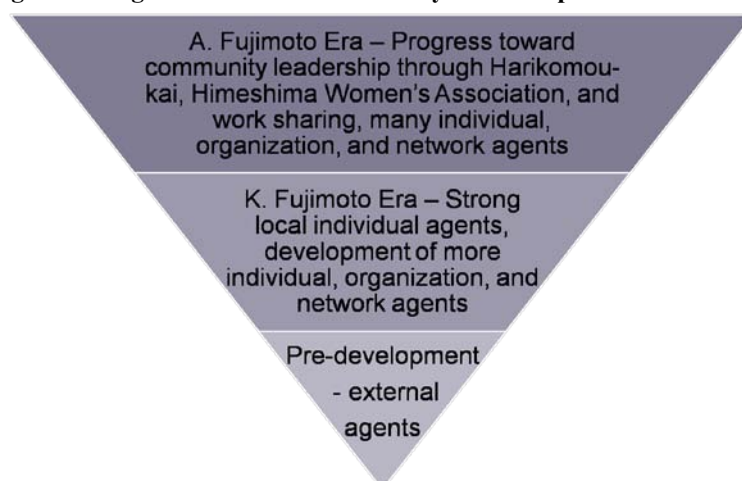 A. Fujimoto Era – Progress toward
community leadership through Harikomou-
kai, Himeshima Women's Association, and
work sharing, many individual,
organization, and network agents
K. Fujimoto Era – Strong
local individual agents,
development of more
individual, organization, and
network agents
Pre-development
- external
agents